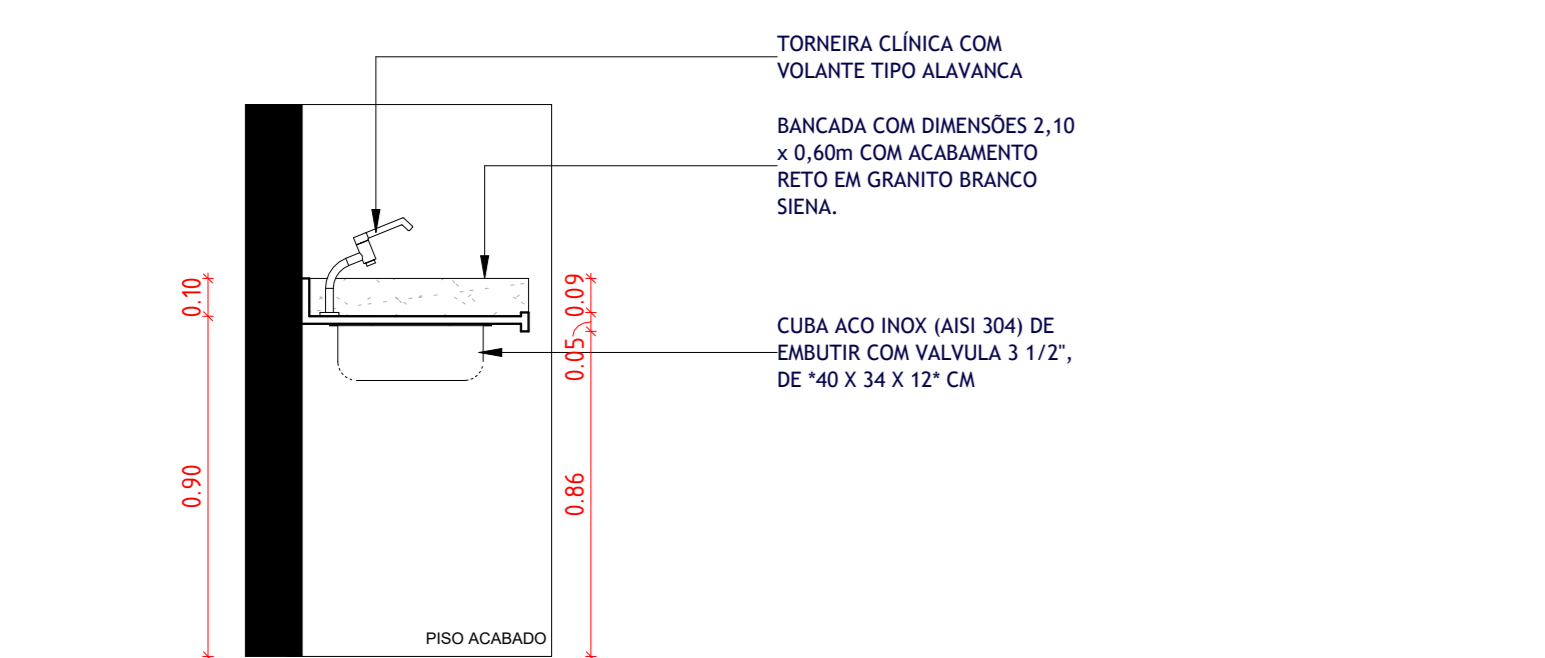 TORNEIRA CLÍNICA COM
VOLANTE TIPO ALAVANCA
BANCADA COM DIMENSÕES 2,10
x 0,60m COM ACABAMENTO
RETO EM GRANITO BRANCO
SIENA.
0.10
0.09
CUBA ACO INOX (AISI 304) DE
EMBUTIR COM VALVULA 3 1/2",
DE *40 X 34 X 12* CM
0.05
0.90
0.86
PISO ACABADO